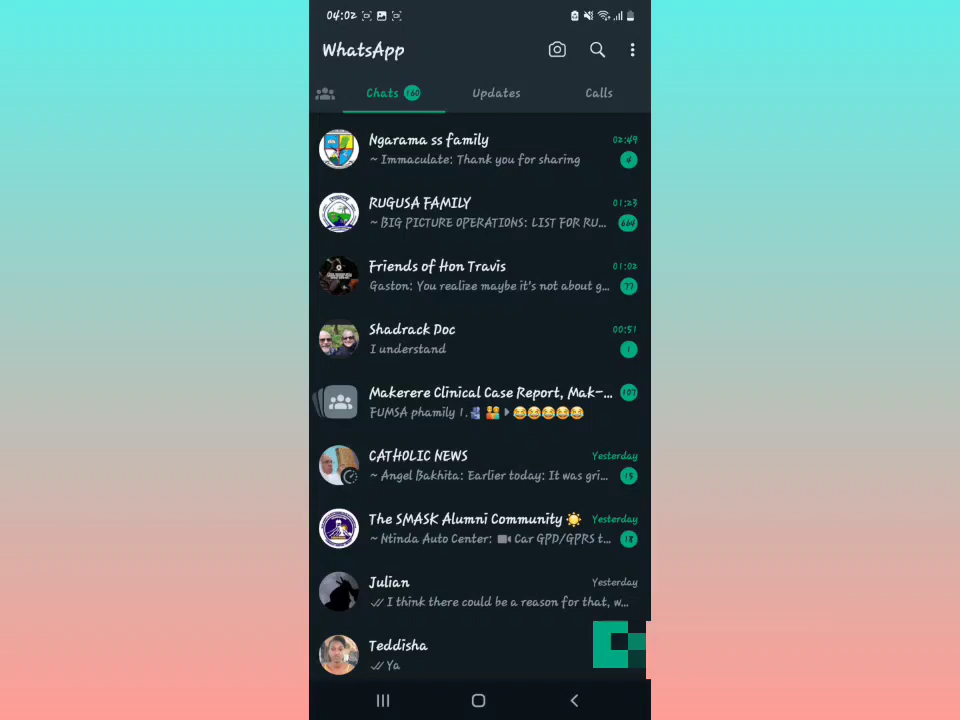 04:02
WhatsApp
Chats 160 Updates Calls
Ngarama ss family 02:49
~ Immaculate: Thank you for sharing 4
RUGUSA FAMILY 01:23
~ BIG PICTURE OPERATIONS: LIST FOR RU... 664
Friends of Hon Travis 01:02
Gaston: You realize maybe it's not about g... 77
Shadrack Doc 00:51
I understand 1
Makerere Clinical Case Report, Mak-... 107
FUMSA phamily 1.🫂 👩‍❤️‍👨 ▸ 😂😂😂😂😂
CATHOLIC NEWS Yesterday
~ Angel Bakhita: Earlier today: It was gri... 15
The SMASK Alumni Community ☀️ Yesterday
~ Ntinda Auto Center: Car GPD/GPRS t... 18
Julian Yesterday
I think there could be a reason for that, w...
Teddisha
Ya